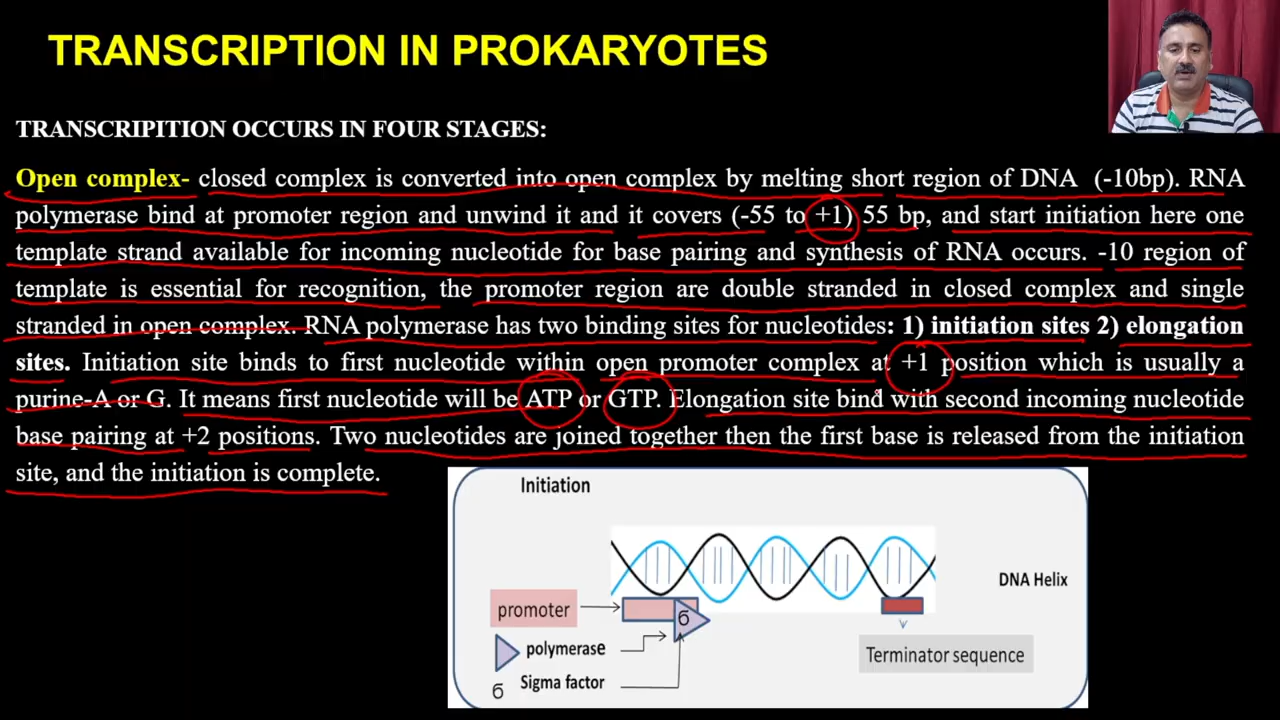 TRANSCRIPTION IN PROKARYOTES
TRANSCRIPITION OCCURS IN FOUR STAGES:
Open complex- closed complex is converted into open complex by melting short region of DNA (-10bp). RNA
polymerase bind at promoter region and unwind it and it covers (-55 to +1) 55 bp, and start initiation here one
template strand available for incoming nucleotide for base pairing and synthesis of RNA occurs. -10 region of
template is essential for recognition, the promoter region are double stranded in closed complex and single
stranded in open complex. RNA polymerase has two binding sites for nucleotides: 1) initiation sites 2) elongation
sites. Initiation site binds to first nucleotide within open promoter complex at +1 position which is usually a
purine-A or G. It means first nucleotide will be ATP or GTP. Elongation site bind with second incoming nucleotide
base pairing at +2 positions. Two nucleotides are joined together then the first base is released from the initiation
site, and the initiation is complete.
Initiation
DNA Helix
promoter
б
polymerase
Terminator sequence
б Sigma factor